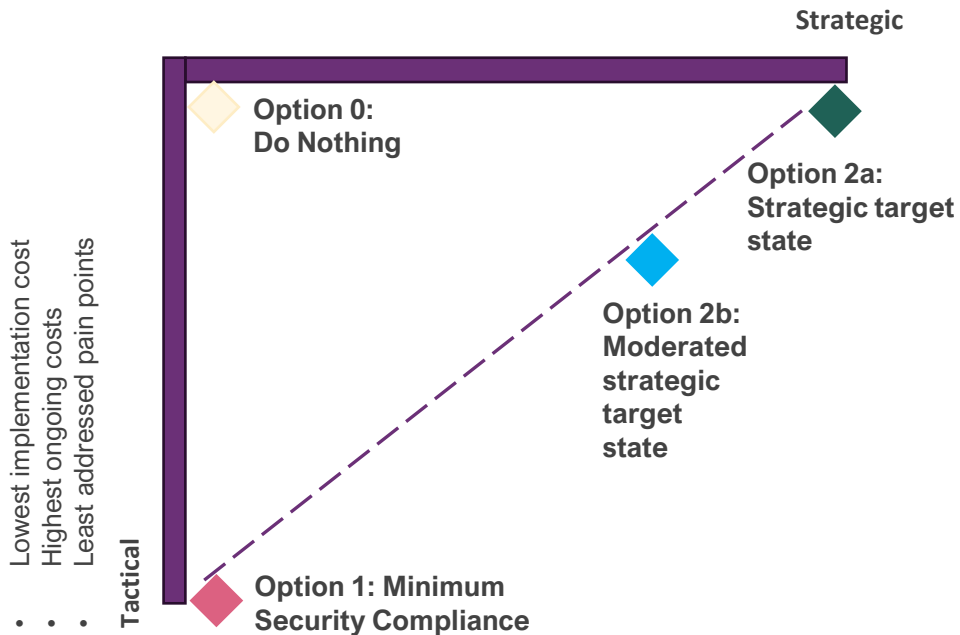 Strategic
Option 0:
Do Nothing
Option 2a:
Strategic target
state
Option 2b:
Moderated
strategic
target
state
• Lowest implementation cost
• Highest ongoing costs
• Least addressed pain points
Tactical
Option 1: Minimum
Security Compliance